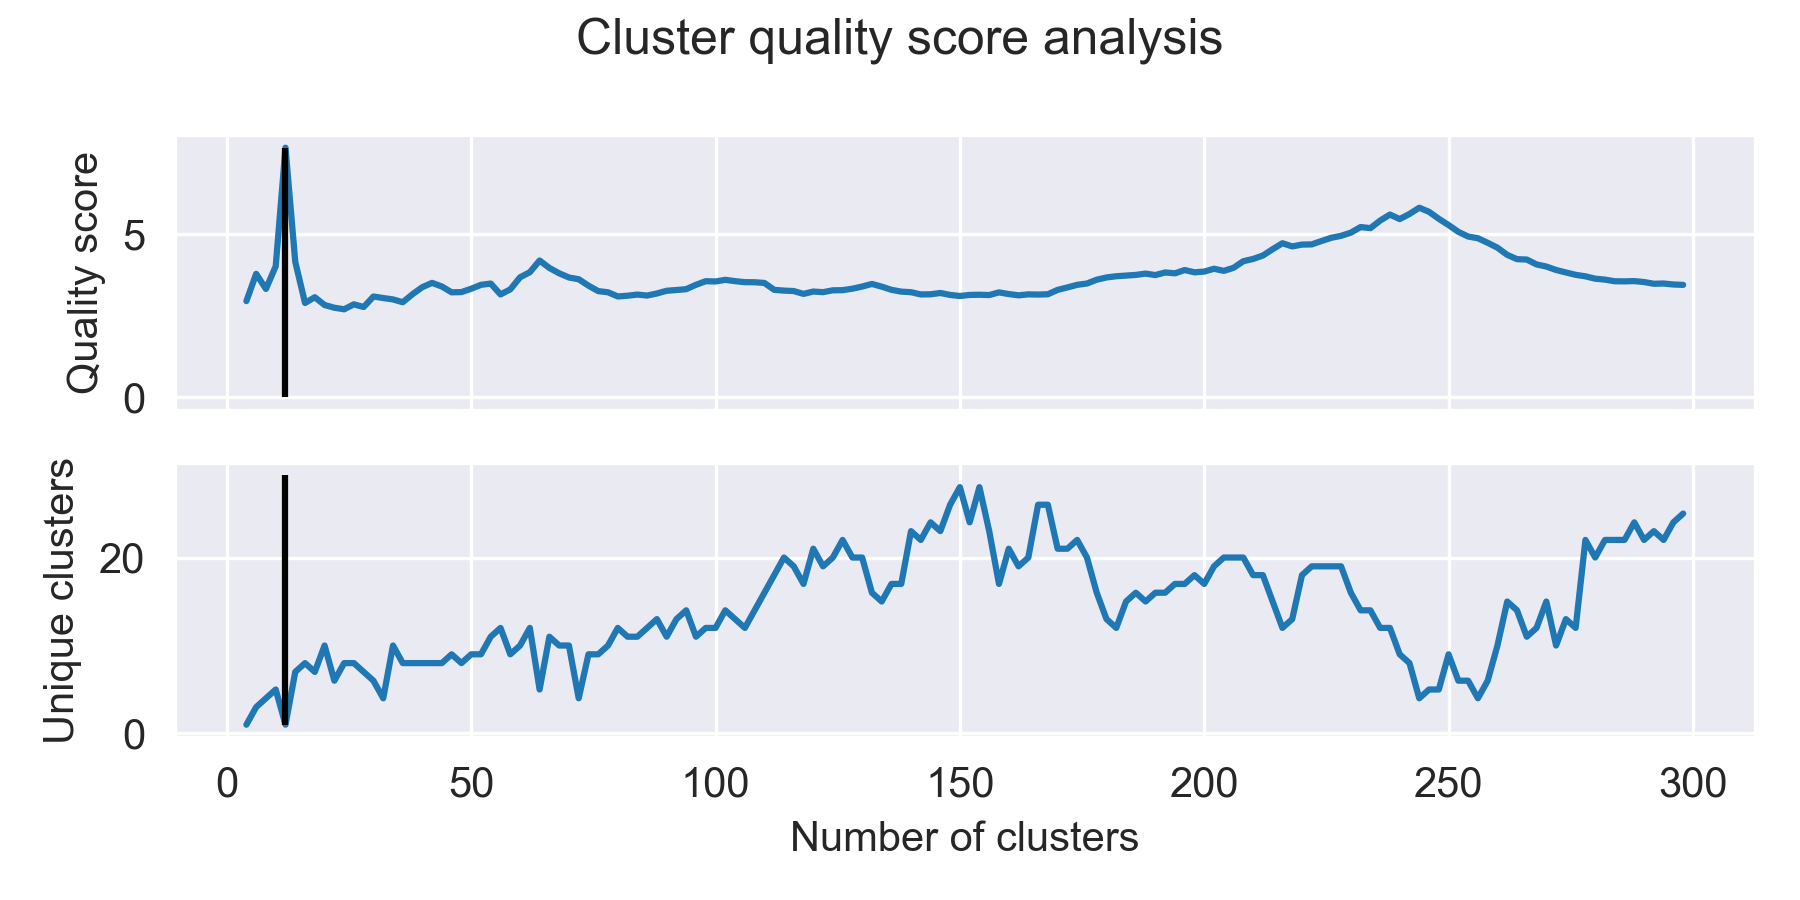 Cluster quality score analysis
Quality score
5
0
Unique clusters
20
0
0 50 100 150 200 250 300
Number of clusters